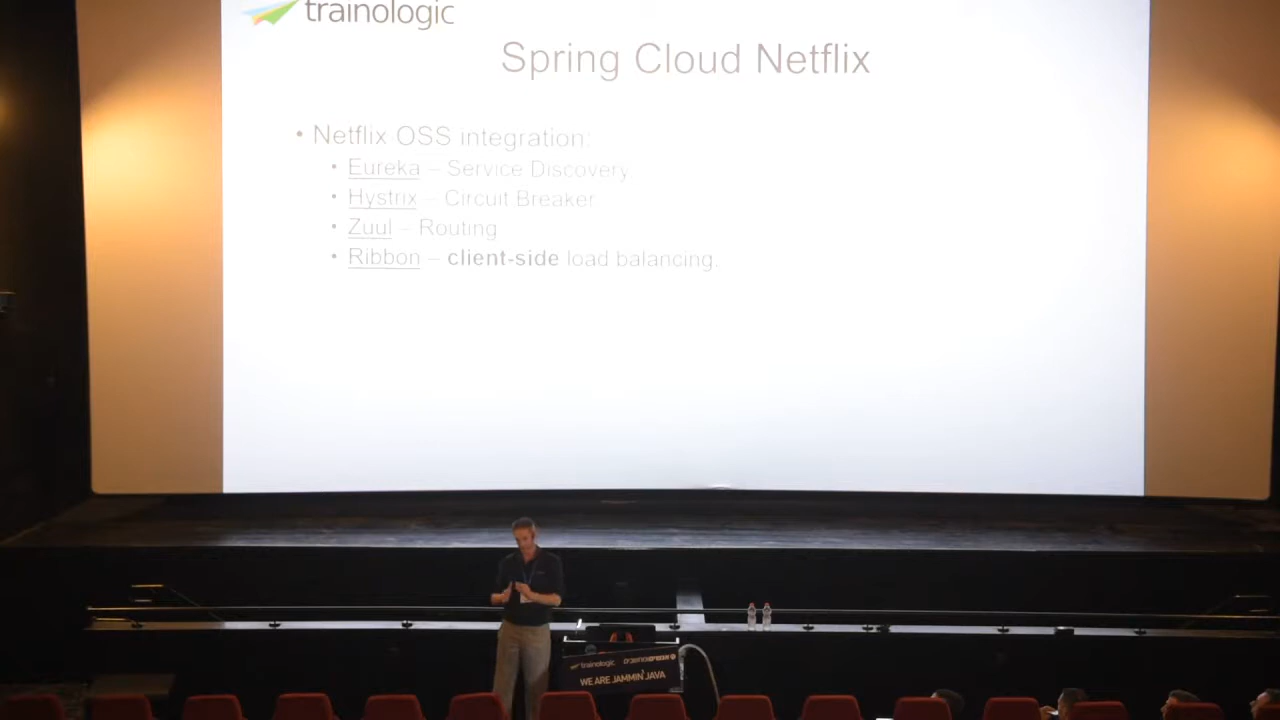 trainologic
Spring Cloud Netflix
• Netflix OSS integration:
• Eureka – Service Discovery
• Hystrix – Circuit Breaker
• Zuul – Routing
• Ribbon – client-side load balancing.
trainologic
WE ARE JAMMIN'JAVA